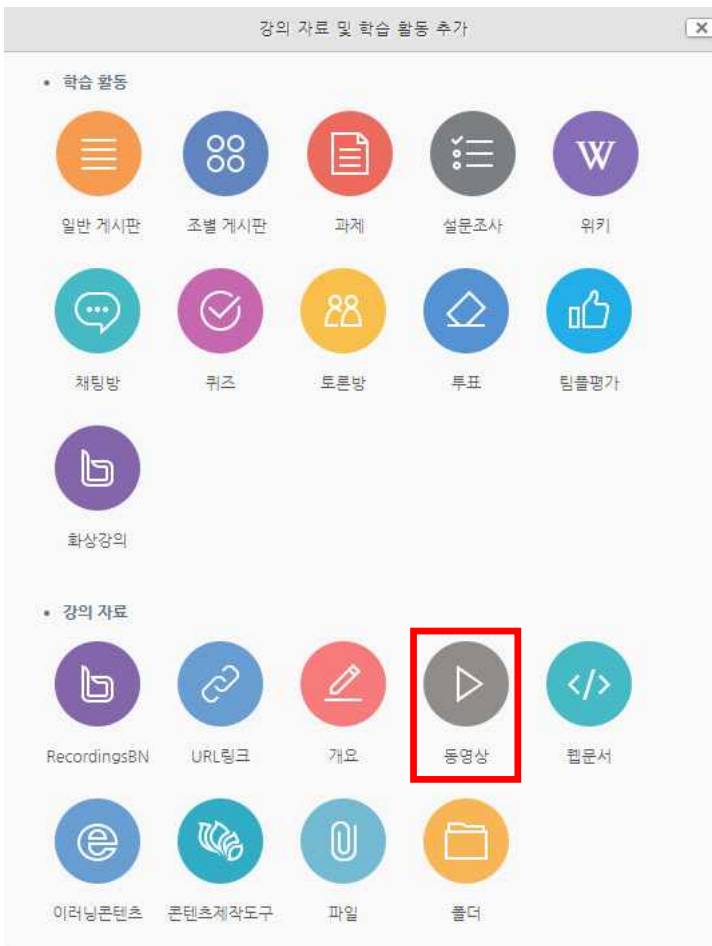 강의 자료 및 학습 활동 추가
• 학습 활동
일반 게시판 조별 게시판 과제 설문조사 위키
채팅방 퀴즈 토론방 투표 팀플평가
화상강의
• 강의 자료
RecordingsBN URL링크 개요 동영상 웹문서
이러닝콘텐츠 콘텐츠제작도구 파일 폴더